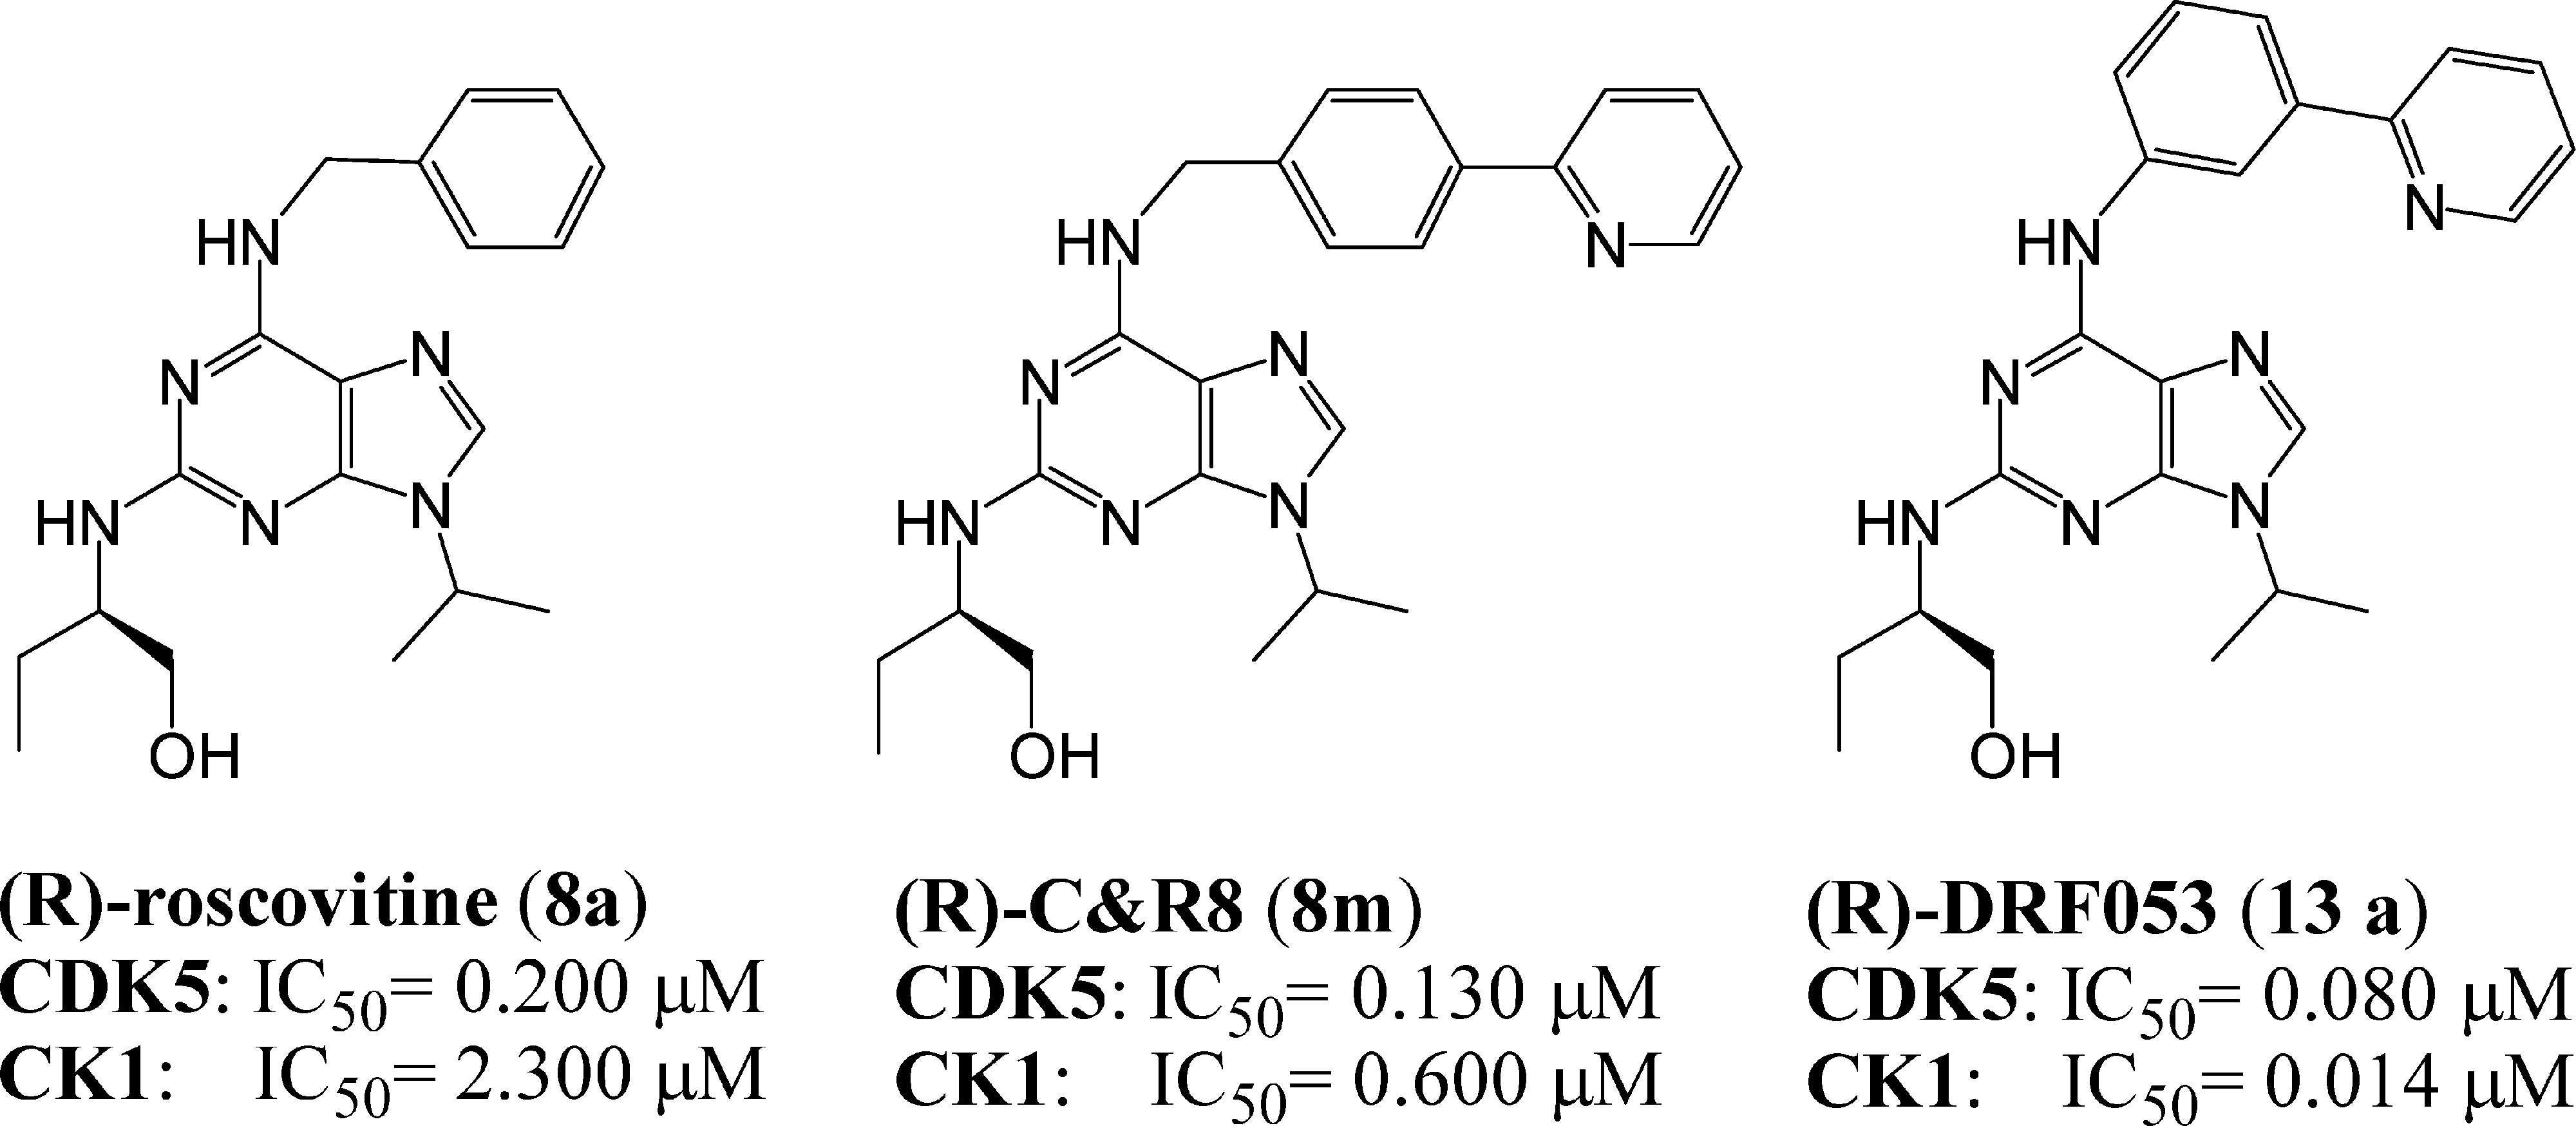 HN
N
N
HN
N
N
OH
(R)-roscovitine (8a)
CDK5: IC50= 0.200 μM
CK1: IC50= 2.300 μM
HN
N
N
N
HN
N
N
OH
(R)-C&R8 (8m)
CDK5: IC50= 0.130 μM
CK1: IC50= 0.600 μM
N
HN
N
N
HN
N
N
OH
(R)-DRF053 (13 a)
CDK5: IC50= 0.080 μM
CK1: IC50= 0.014 μM